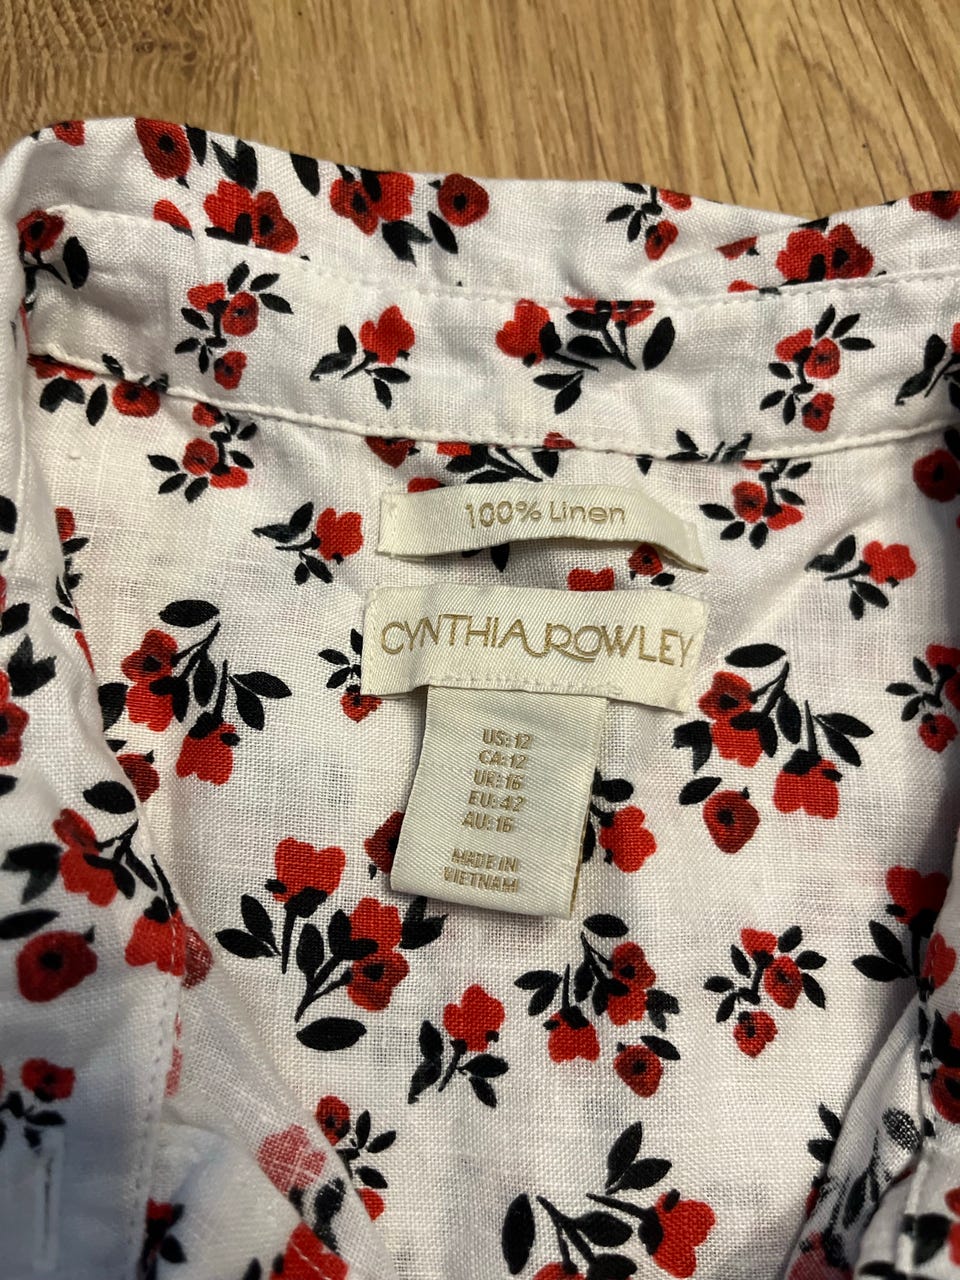 100% Linen
CYNTHIA ROWLEY
US: 12
CA: 12
UK: 16
EU: 42
AU: 16
MADE IN
VIETNAM